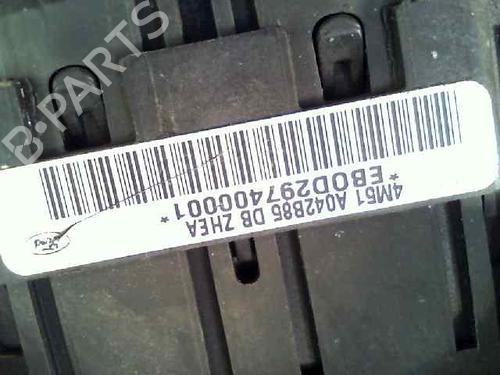 4M51 A042B85 DB ZHEA
*EB0D297400001*
B-PARTS